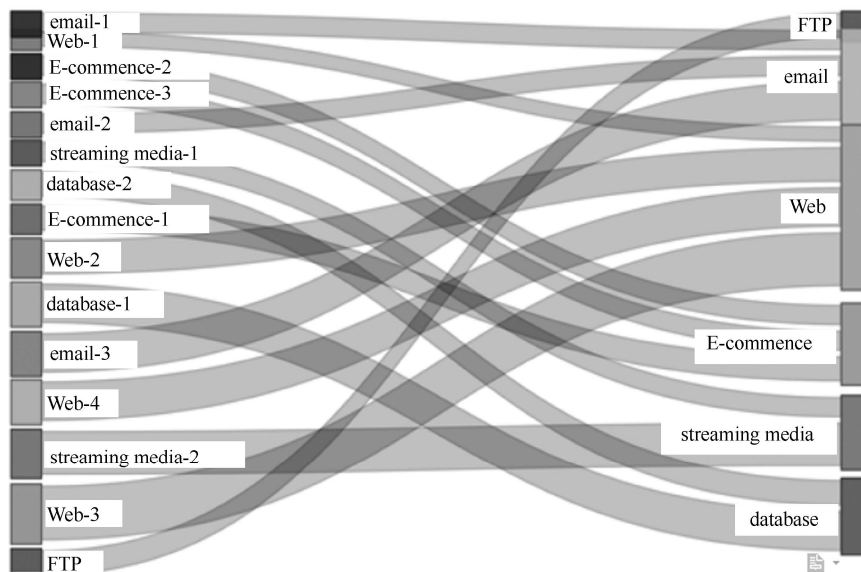 email-1
Web-1
E-commence-2
E-commence-3
email-2
streaming media-1
database-2
E-commence-1
Web-2
database-1
email-3
Web-4
streaming media-2
Web-3
FTP
FTP
email
Web
E-commence
streaming media
database